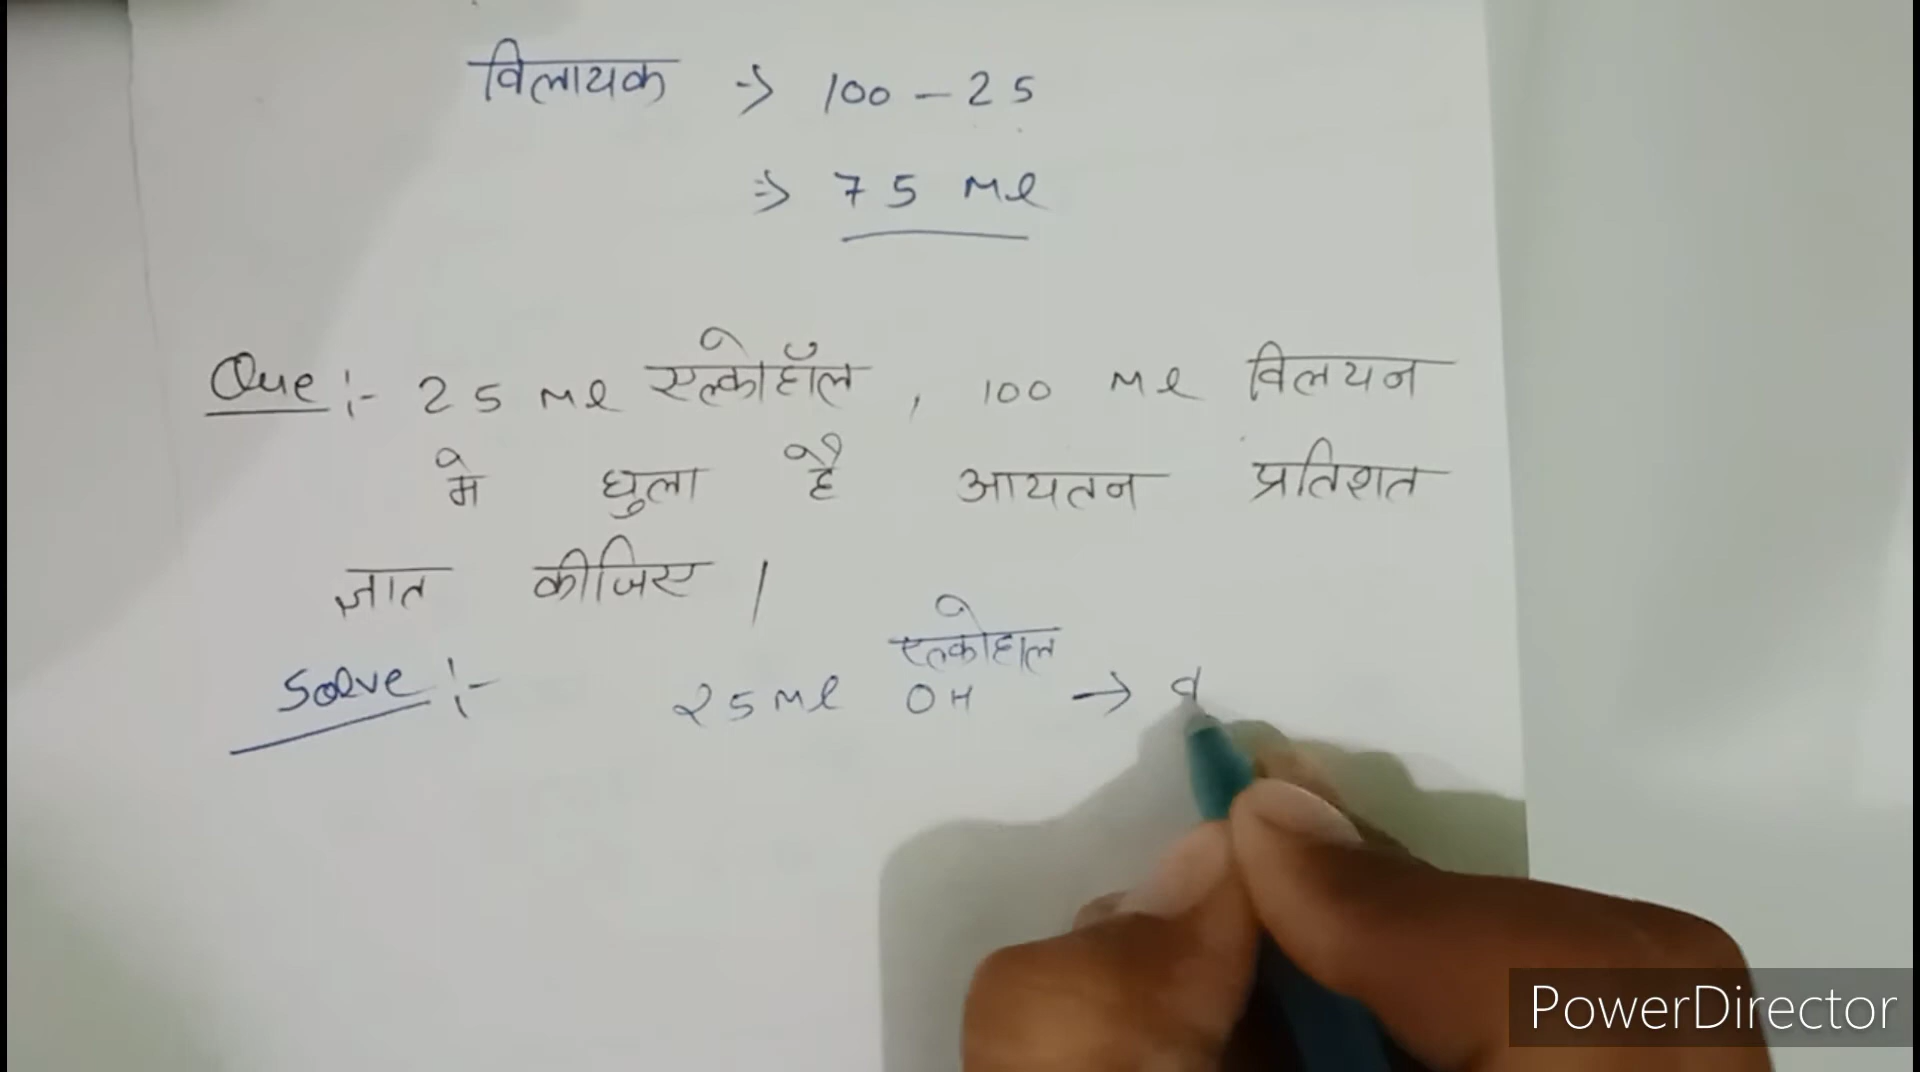 विलायक → 100 - 25
⇒ 75 Ml
Que :- 25 Ml एल्कोहॉल , 100 Ml विलयन
मे घुला है आयतन प्रतिशत
ज्ञात कीजिए |
एल्कोहाल
Solve :- 25 Ml OH →
PowerDirector